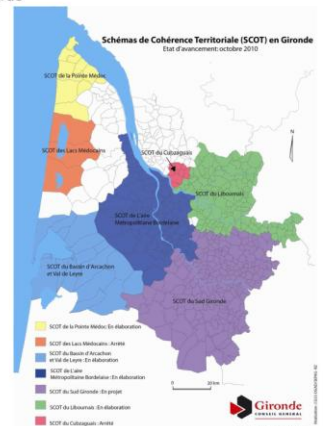 Schémas de Cohérence Territoriale (SCOT) en Gironde
Etat d'avancement: octobre 2010
SCOT de la Pointe Médoc
SCOT des Lacs Médocains
SCOT du Cubzaguais
N
SCOT du Libournais
SCOT de L'aire
Métropolitaine Bordelaise
SCOT du Bassin d'Arcachon
et Val de Leyre
SCOT du Sud Gironde
SCOT de la Pointe Médoc : En élaboration
SCOT des Lacs Médocains : Arrêté
SCOT du Bassin d'Arcachon
et Val de Leyre : En élaboration
SCOT de L'aire
Métropolitaine Bordelaise : En élaboration
SCOT du Sud Gironde : En projet
SCOT du Libournais : En élaboration
SCOT du Cubzaguais : Arrêté
0 20 km
Gironde
CONSEIL GENERAL